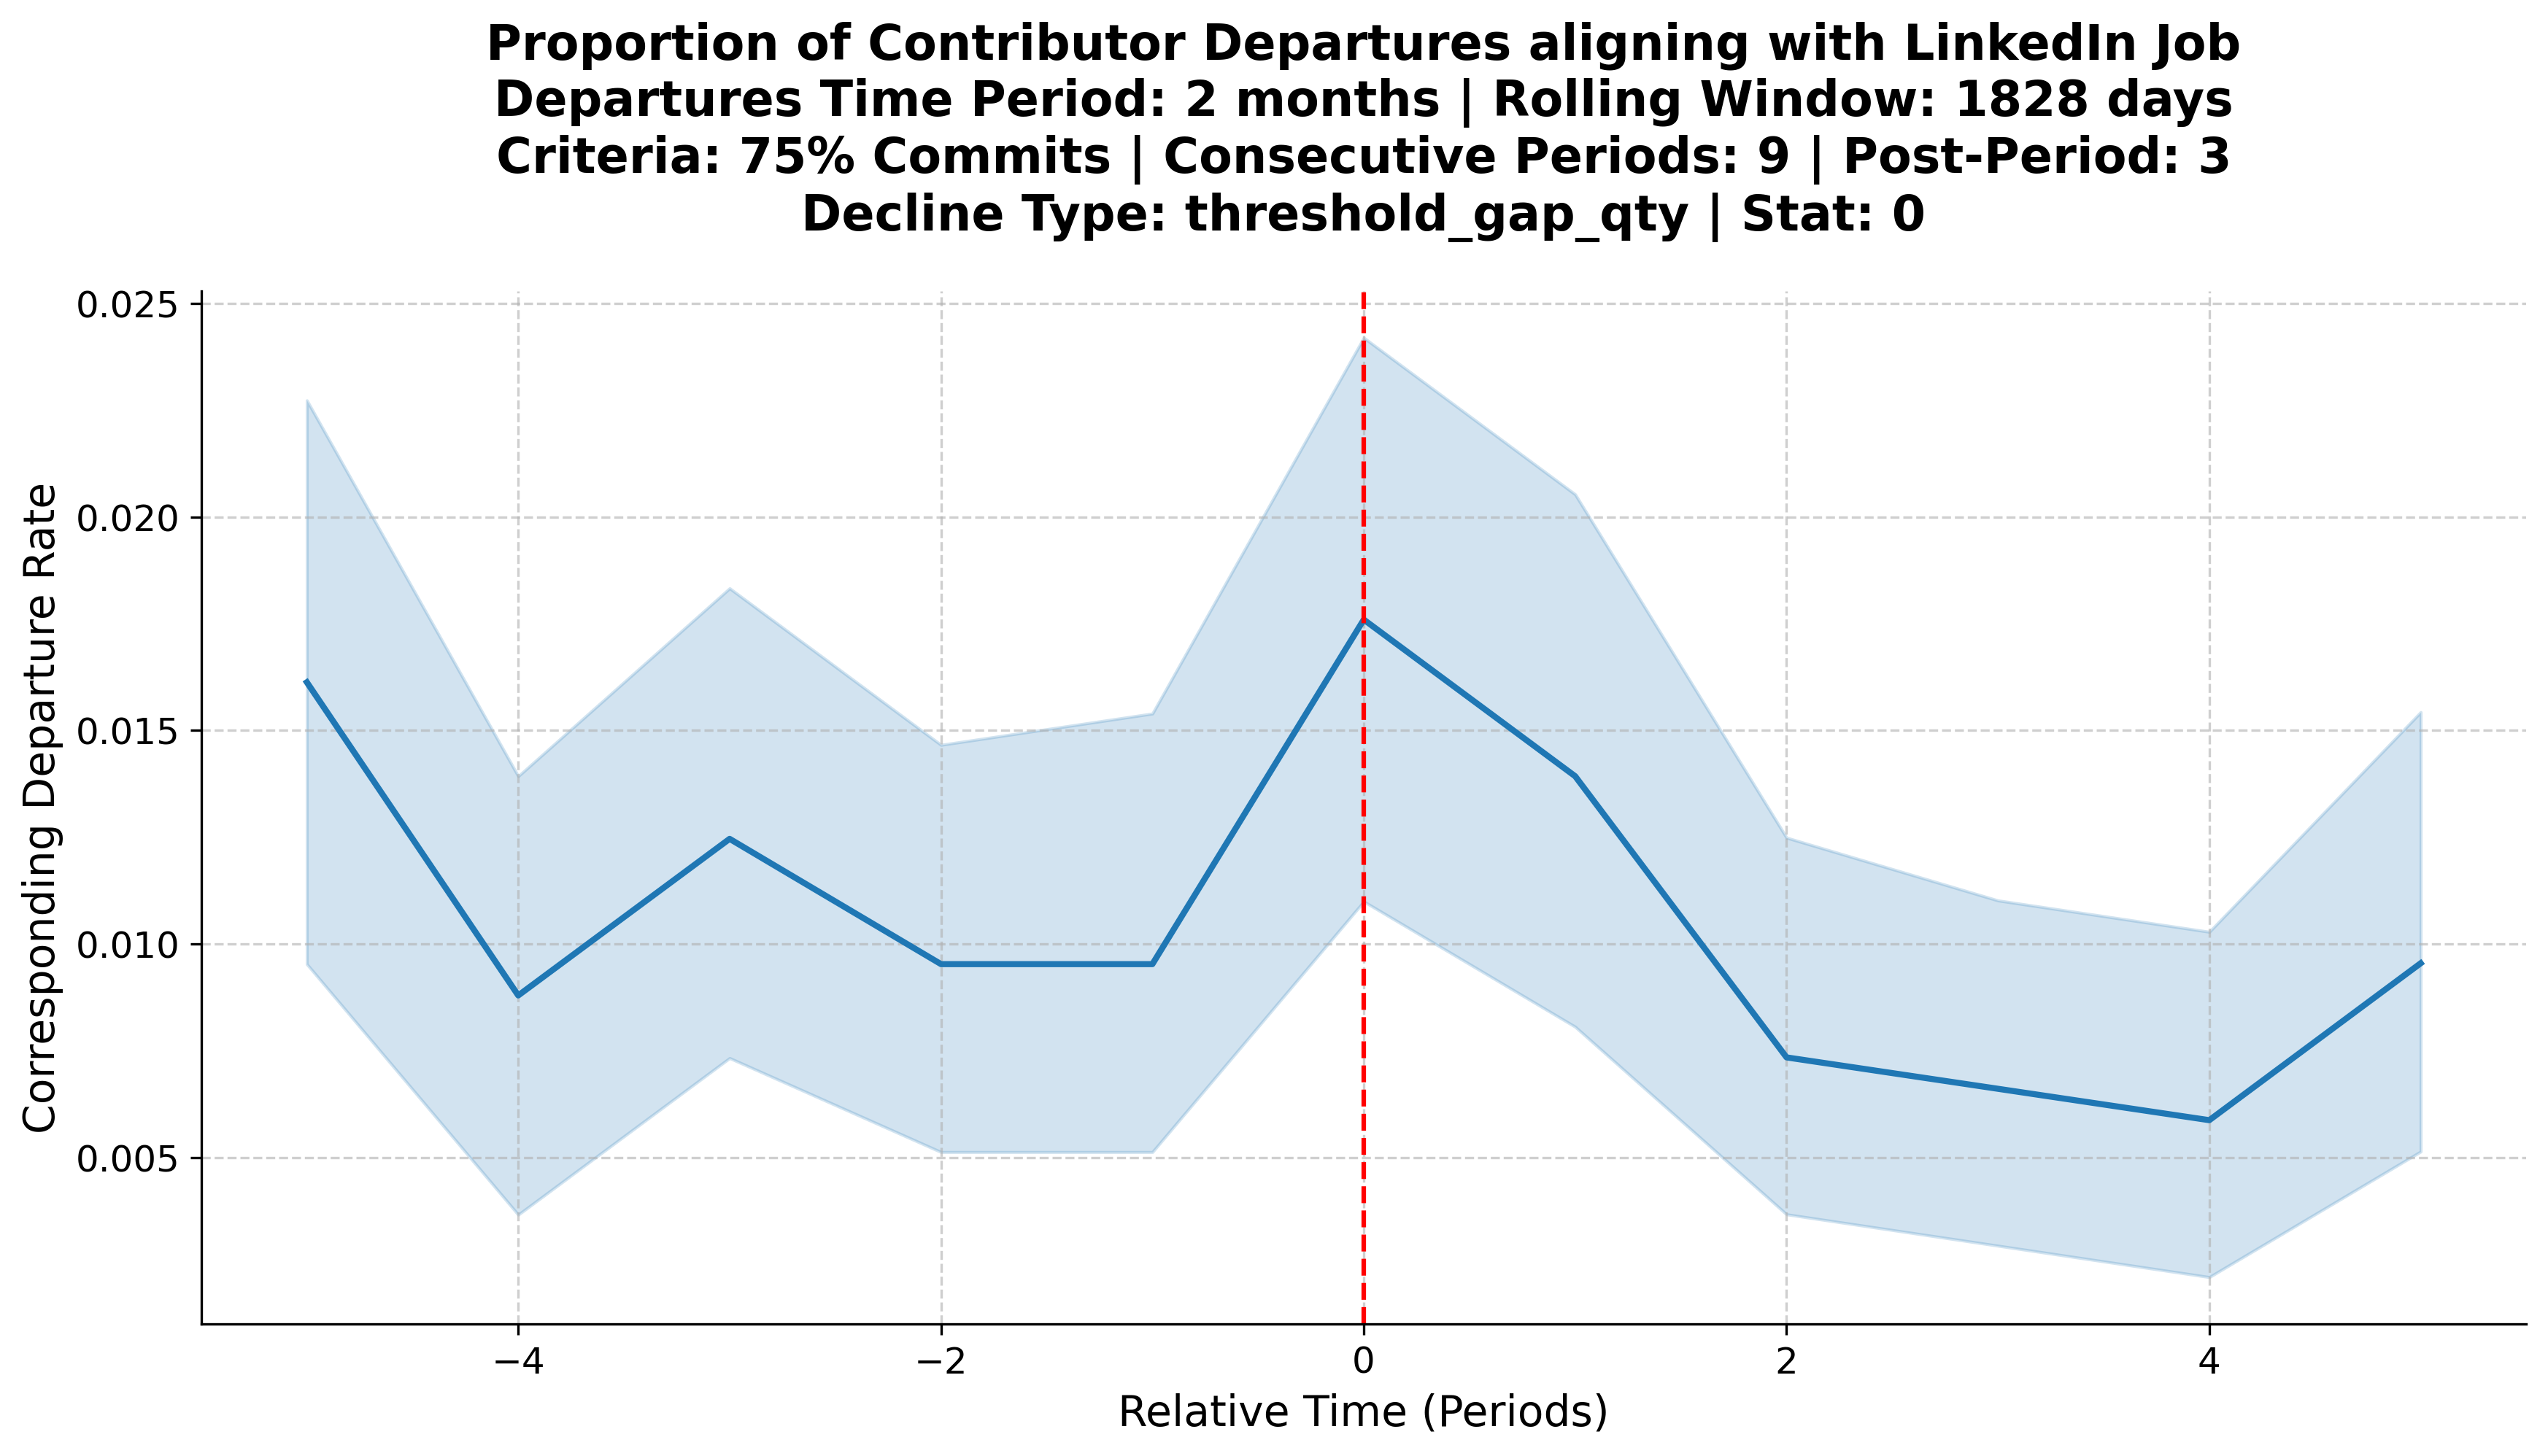 Proportion of Contributor Departures aligning with LinkedIn Job
Departures Time Period: 2 months | Rolling Window: 1828 days
Criteria: 75% Commits | Consecutive Periods: 9 | Post-Period: 3
Decline Type: threshold_gap_qty | Stat: 0
Corresponding Departure Rate
0.025
0.020
0.015
0.010
0.005
−4
−2
0
2
4
Relative Time (Periods)